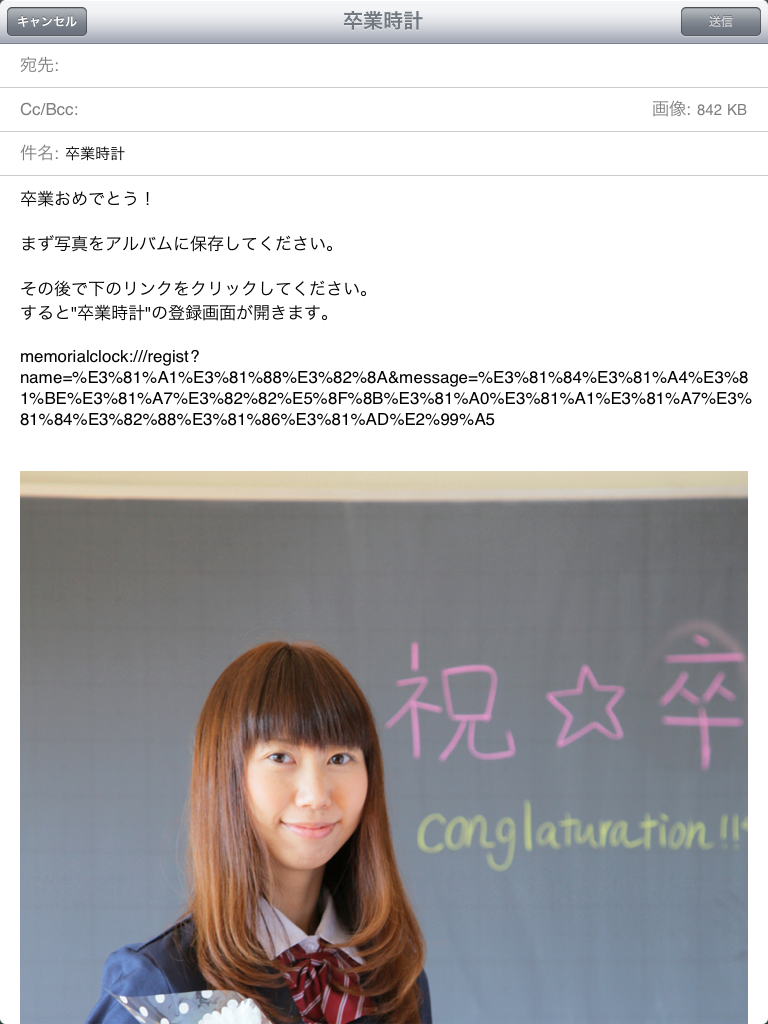 キャンセル 卒業時計 送信
宛先:
Cc/Bcc: 画像: 842 KB
件名: 卒業時計
卒業おめでとう！
まず写真をアルバムに保存してください。
その後で下のリンクをクリックしてください。
すると"卒業時計"の登録画面が開きます。
memorialclock:///regist?
name=%E3%81%A1%E3%81%88%E3%82%8A&message=%E3%81%84%E3%81%A4%E3%8
1%BE%E3%81%A7%E3%82%82%E5%8F%8B%E3%81%A0%E3%81%A1%E3%81%A7%E3%
81%84%E3%82%88%E3%81%86%E3%81%AD%E2%99%A5
祝☆卒
Conglaturation!!